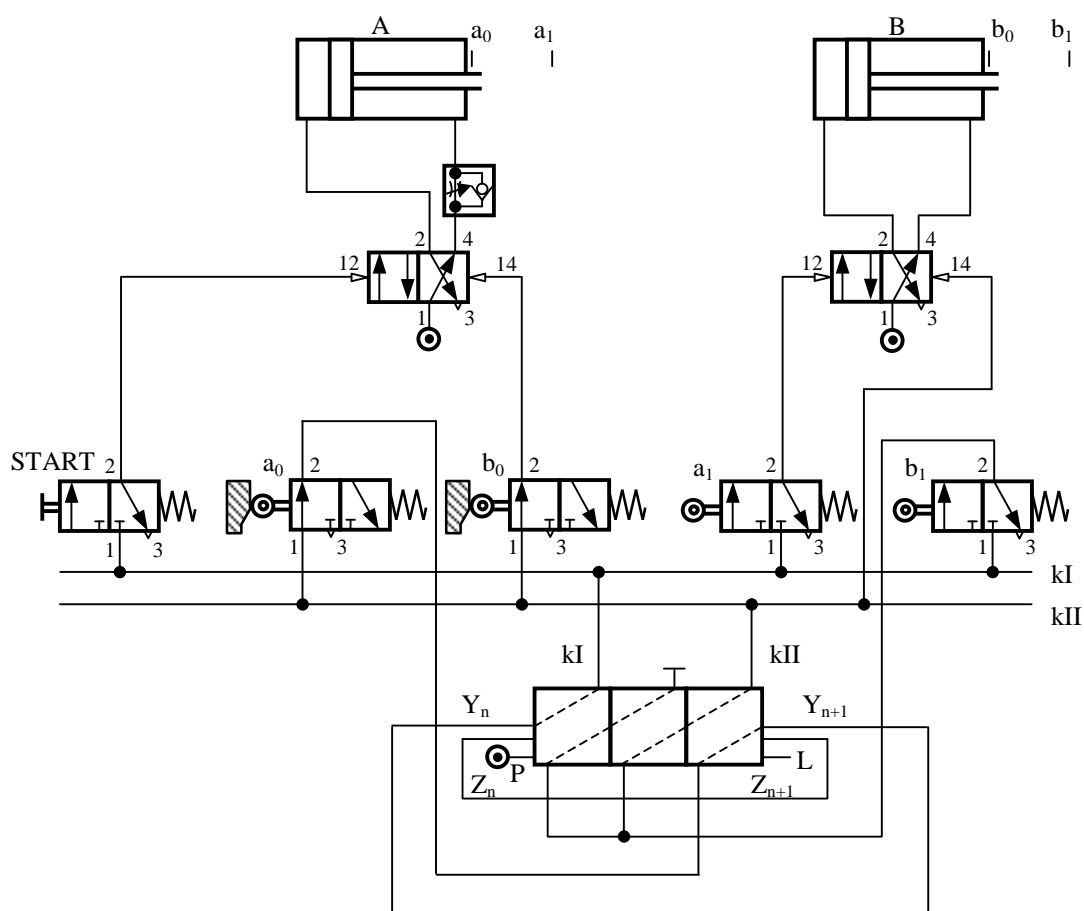 A a₀ a₁ B b₀ b₁
2 4 2 4
12 14 12 14
1 3 1 3
START 2 a₀ 2 b₀ 2 a₁ 2 b₁ 2
1 3 1 3 1 3 1 3 1 3
kI
kII
kI kII
Yₙ Yₙ₊₁
P L
Zₙ Zₙ₊₁